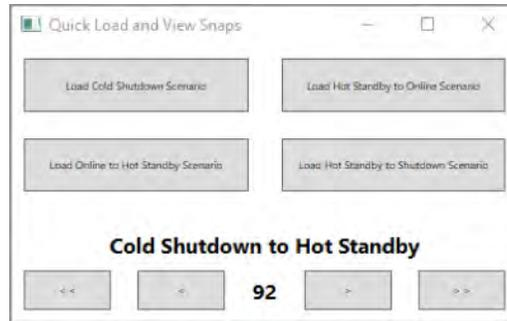 Quick Load and View Snaps
Load Cold Shutdown Scenario
Load Hot Standby to Online Scenario
Load Online to Hot Standby Scenario
Load Hot Standby to Shutdown Scenario
Cold Shutdown to Hot Standby
<< < 92 > >>